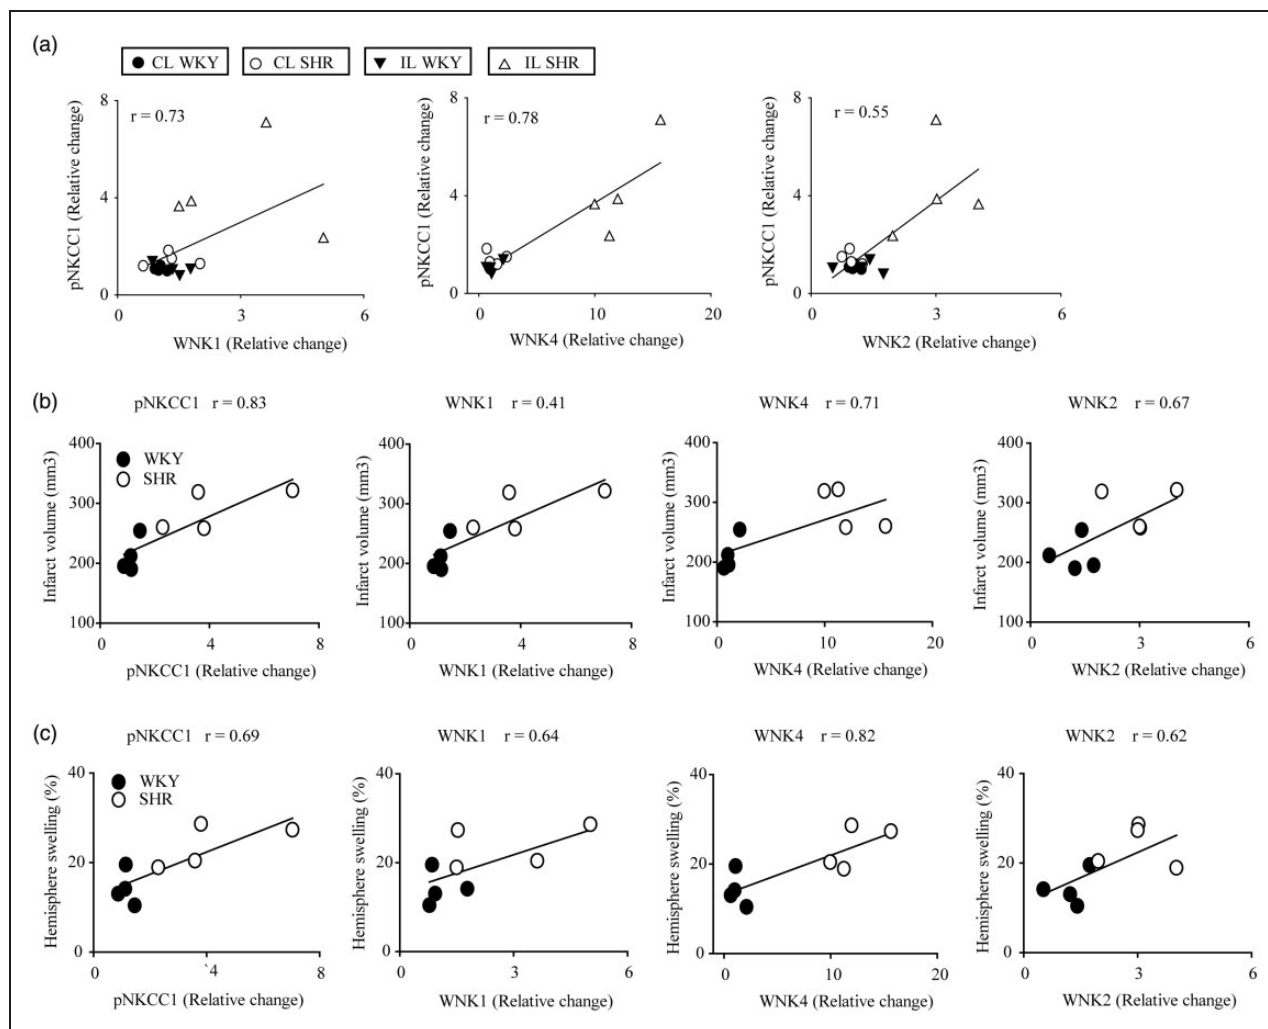 (a)
CL WKY CL SHR IL WKY IL SHR
r = 0.73
pNKCC1 (Relative change)
8
4
0
0 3 6
WNK1 (Relative change)
r = 0.78
pNKCC1 (Relative change)
8
4
0
0 10 20
WNK4 (Relative change)
r = 0.55
pNKCC1 (Relative change)
8
4
0
0 3 6
WNK2 (Relative change)
(b)
pNKCC1 r = 0.83
WKY
SHR
Infarct volume (mm3)
400
300
200
100
0 4 8
pNKCC1 (Relative change)
WNK1 r = 0.41
Infarct volume (mm3)
400
300
200
100
0 4 8
WNK1 (Relative change)
WNK4 r = 0.71
Infarct volume (mm3)
400
300
200
100
0 10 20
WNK4 (Relative change)
WNK2 r = 0.67
Infarct volume (mm3)
400
300
200
100
0 3 6
WNK2 (Relative change)
(c)
pNKCC1 r = 0.69
WKY
SHR
Hemisphere swelling (%)
40
20
0
0 4 8
pNKCC1 (Relative change)
WNK1 r = 0.64
Hemisphere swelling (%)
40
20
0
0 3 6
WNK1 (Relative change)
WNK4 r = 0.82
Hemisphere swelling (%)
40
20
0
0 10 20
WNK4 (Relative change)
WNK2 r = 0.62
Hemisphere swelling (%)
40
20
0
0 3 6
WNK2 (Relative change)